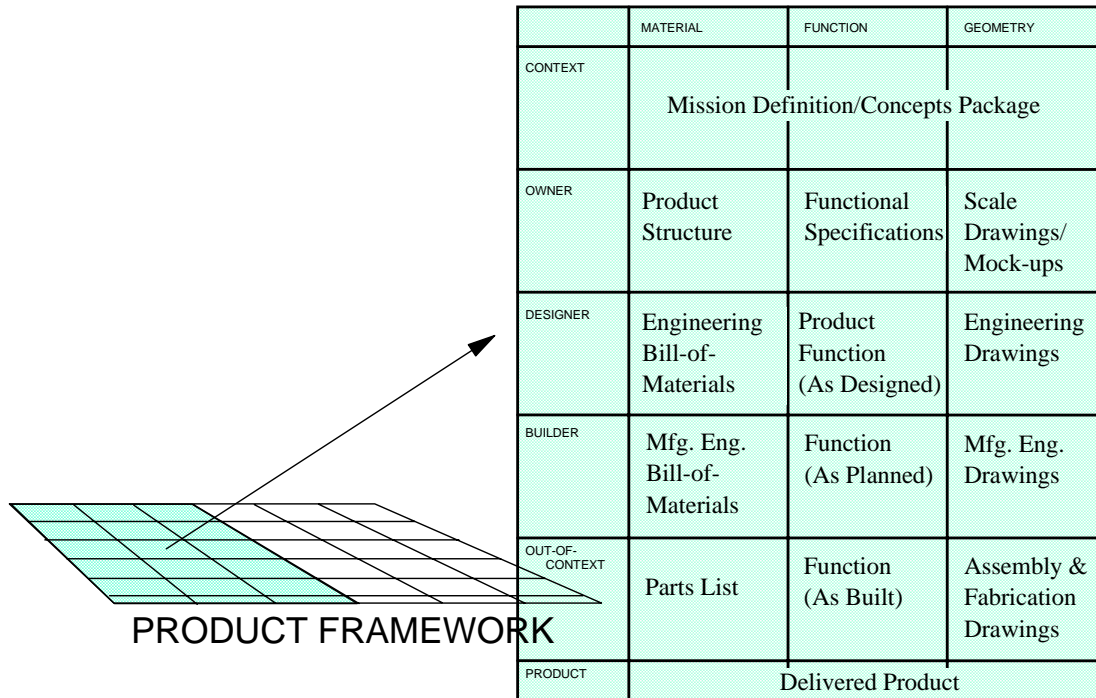 MATERIAL FUNCTION GEOMETRY
CONTEXT
Mission Definition/Concepts Package
OWNER
Product
Structure
Functional
Specifications
Scale
Drawings/
Mock-ups
DESIGNER
Engineering
Bill-of-
Materials
Product
Function
(As Designed)
Engineering
Drawings
BUILDER
Mfg. Eng.
Bill-of-
Materials
Function
(As Planned)
Mfg. Eng.
Drawings
OUT-OF-
CONTEXT
Parts List
Function
(As Built)
Assembly &
Fabrication
Drawings
PRODUCT
Delivered Product
PRODUCT FRAMEWORK